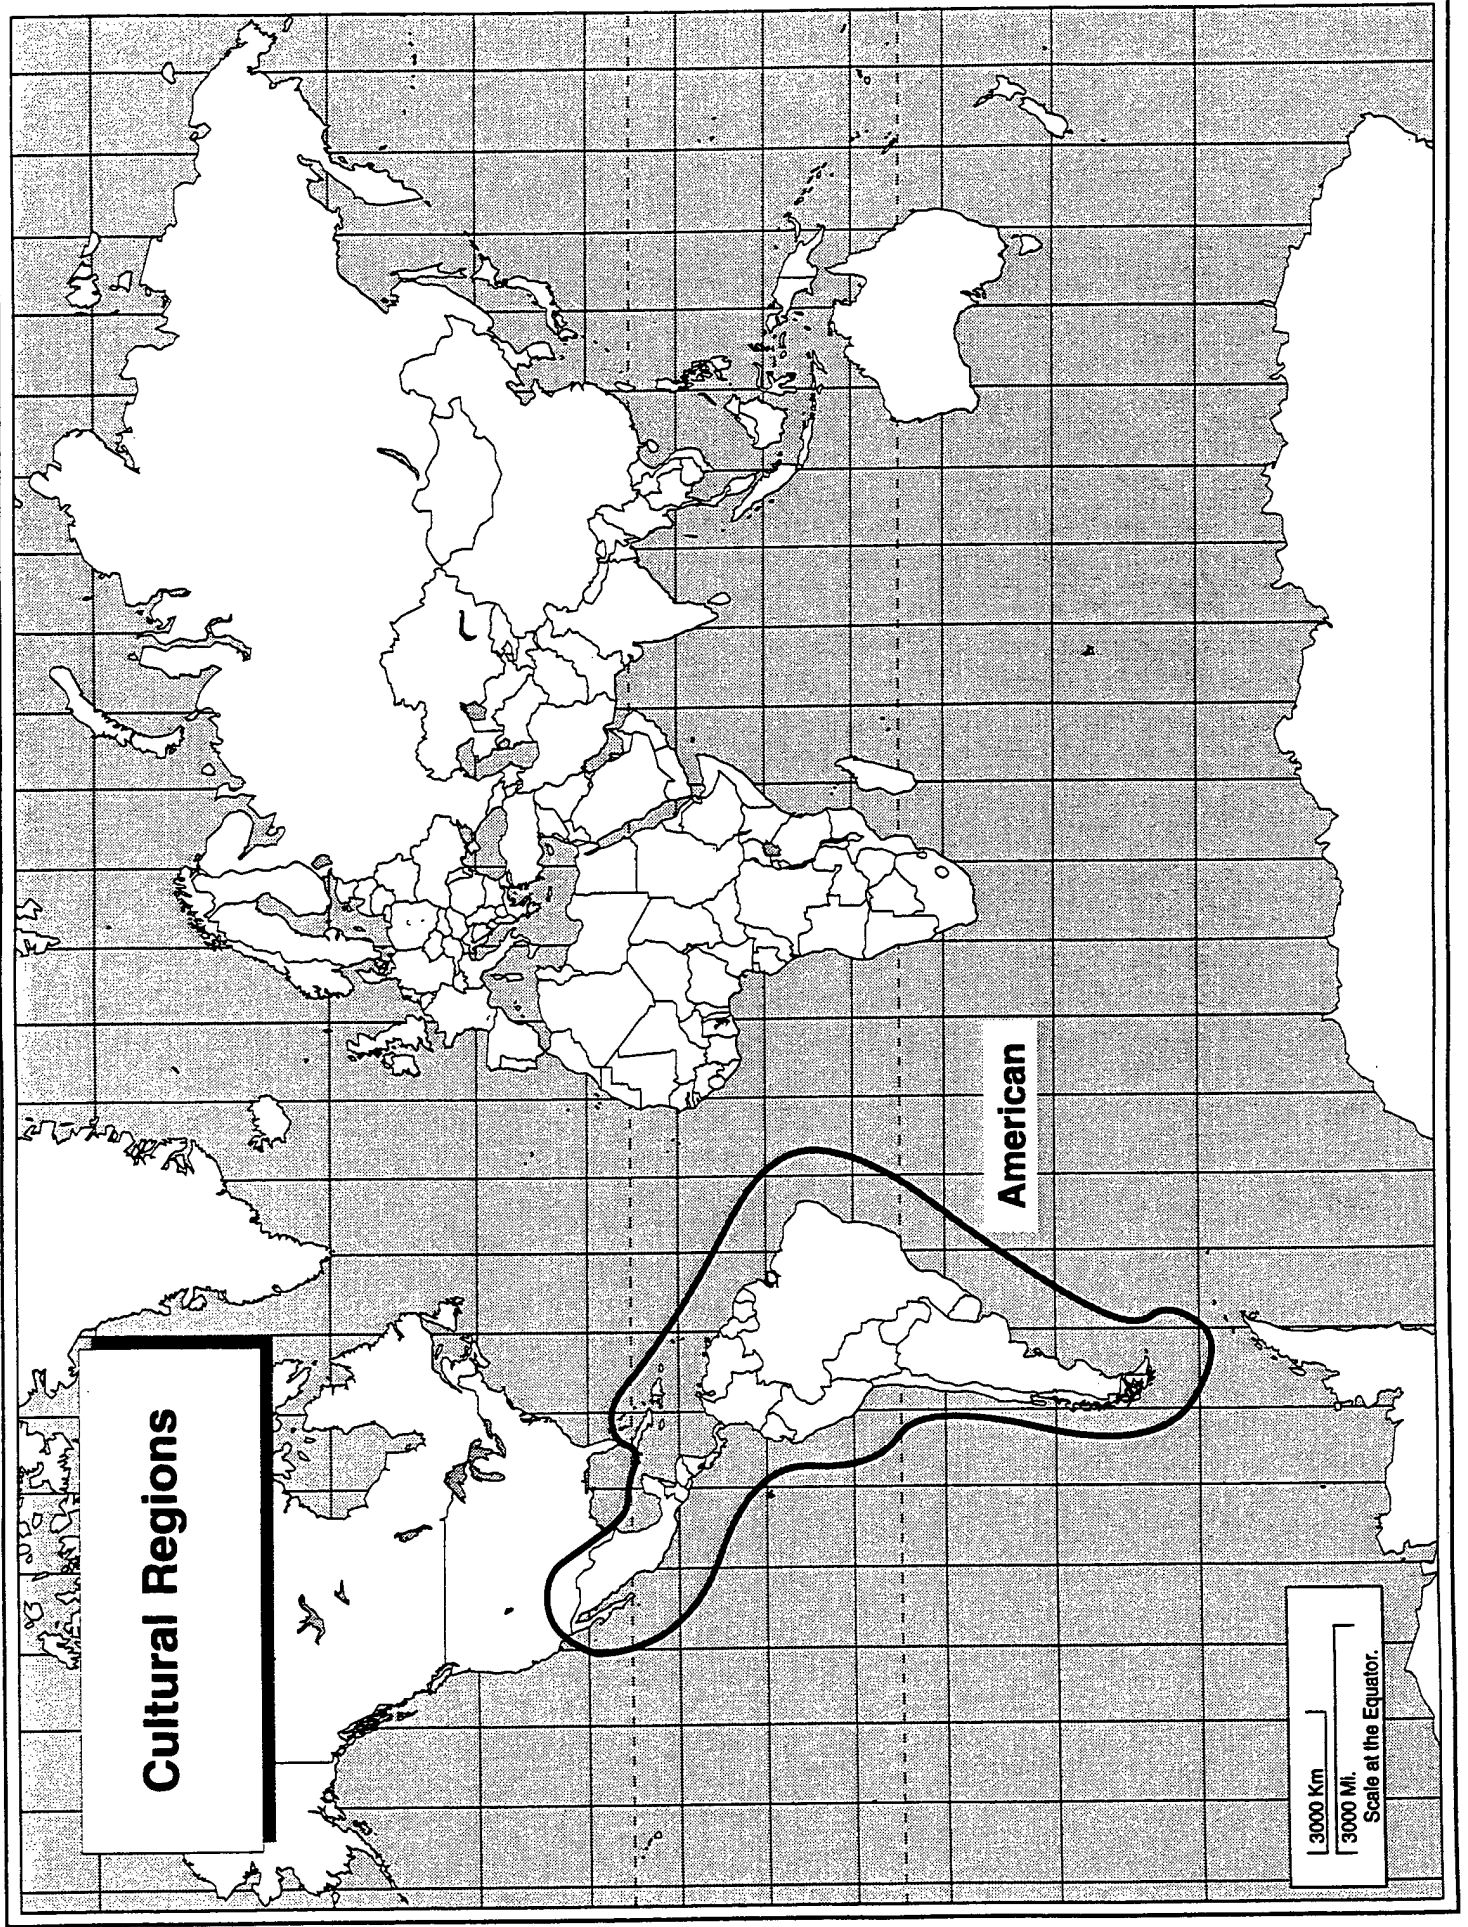 Cultural Regions
American
3000 Km
3000 Mi.
Scale at the Equator.